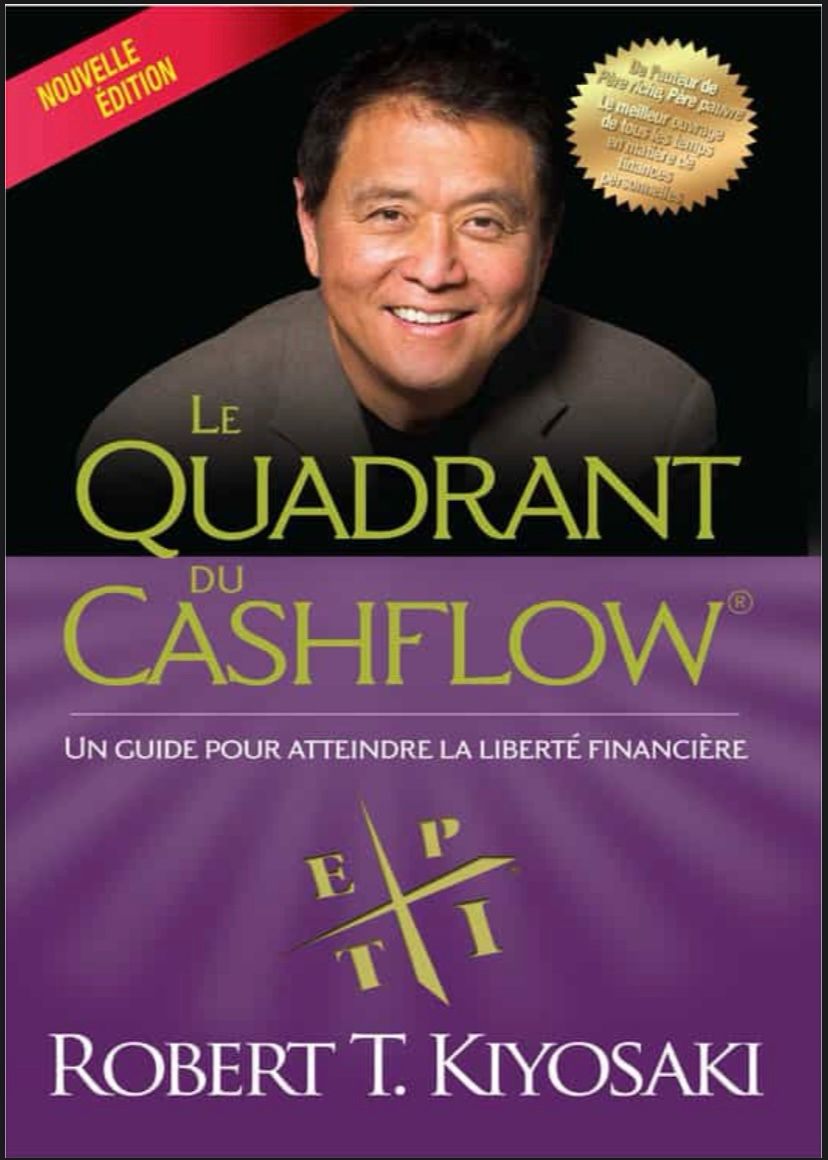 NOUVELLE
ÉDITION
De l'auteur de
Père riche, Père pauvre
Le meilleur ouvrage
de tous les temps
en matière de
finances
personnelles
LE
QUADRANT
DU
CASHFLOW®
UN GUIDE POUR ATTEINDRE LA LIBERTÉ FINANCIÈRE
E P
T I
ROBERT T. KIYOSAKI